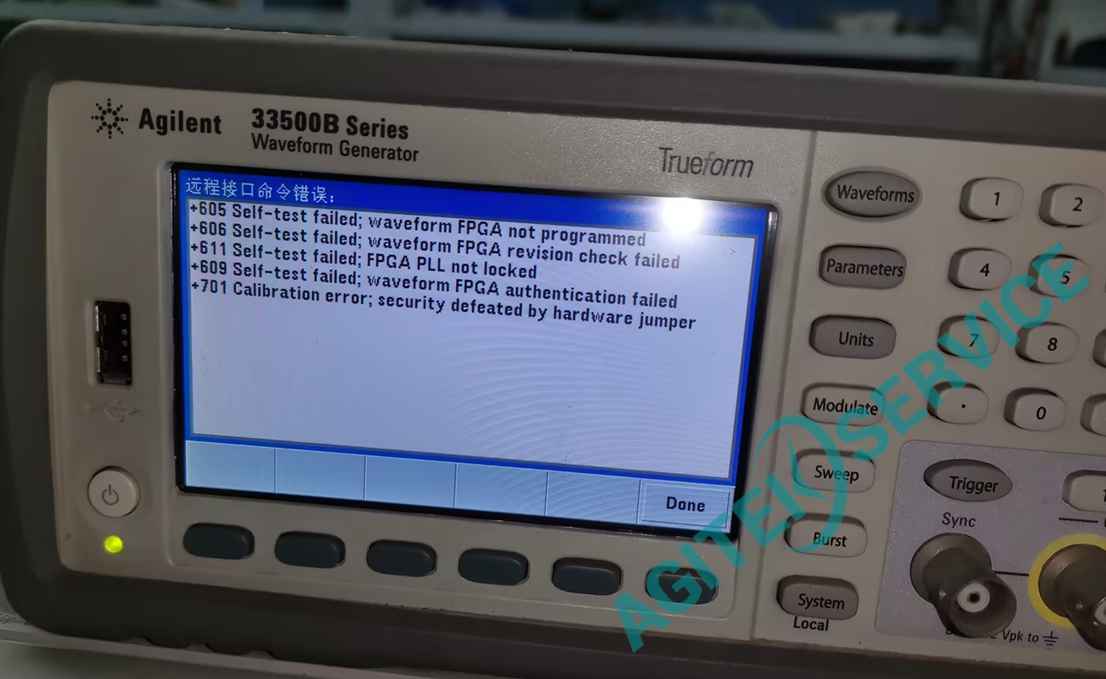 Agilent
33500B Series
Waveform Generator
Trueform
远程接口命令错误:
+605 Self-test failed; waveform FPGA not programmed
+606 Self-test failed; waveform FPGA revision check failed
+611 Self-test failed; FPGA PLL not locked
+609 Self-test failed; waveform FPGA authentication failed
+701 Calibration error; security defeated by hardware jumper
Done
Waveforms
1
2
Parameters
4
5
Units
7
8
Modulate
.
0
Sweep
Trigger
1
Sync
Burst
System
Local
Vpk to
SERVICE